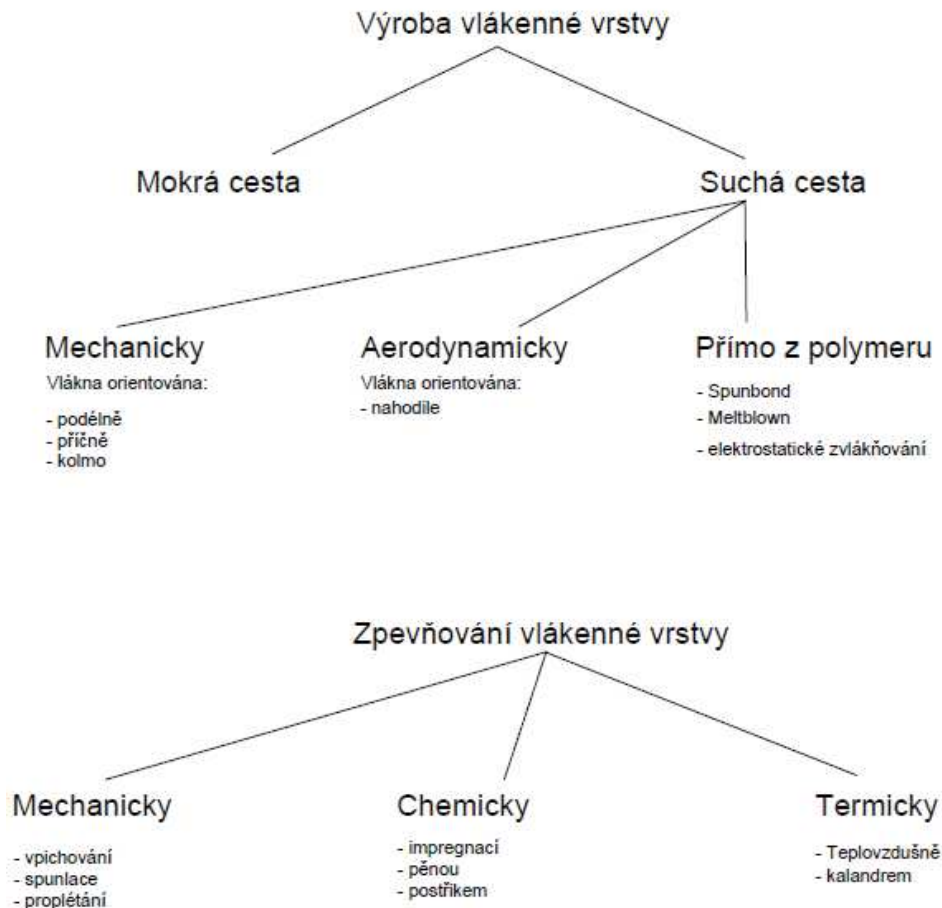 Výroba vlákenné vrstvy
Mokrá cesta
Suchá cesta
Mechanicky
Vlákna orientována:
- podélně
- příčně
- kolmo
Aerodynamicky
Vlákna orientována:
- nahodile
Přímo z polymeru
- Spunbond
- Meltblown
- elektrostatické zvlákňování
Zpevňování vlákenné vrstvy
Mechanicky
- vpichování
- spunlace
- proplétání
Chemicky
- impregnací
- pěnou
- postřikem
Termicky
- Teplovzdušně
- kalandrem